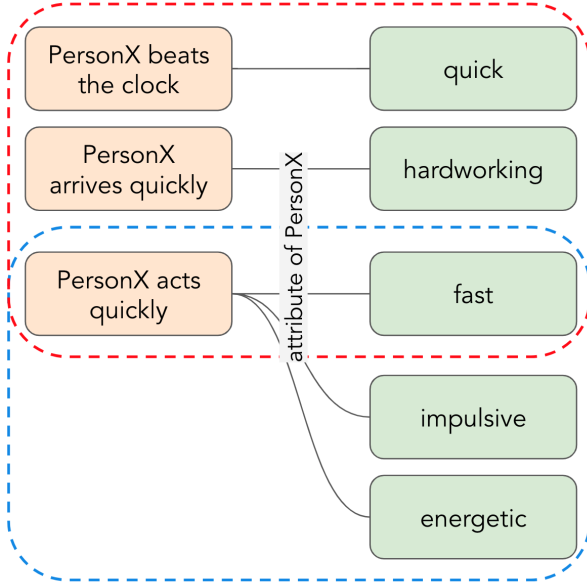 PersonX beats
the clock
quick
PersonX
arrives quickly
hardworking
attribute of PersonX
PersonX acts
quickly
fast
impulsive
energetic